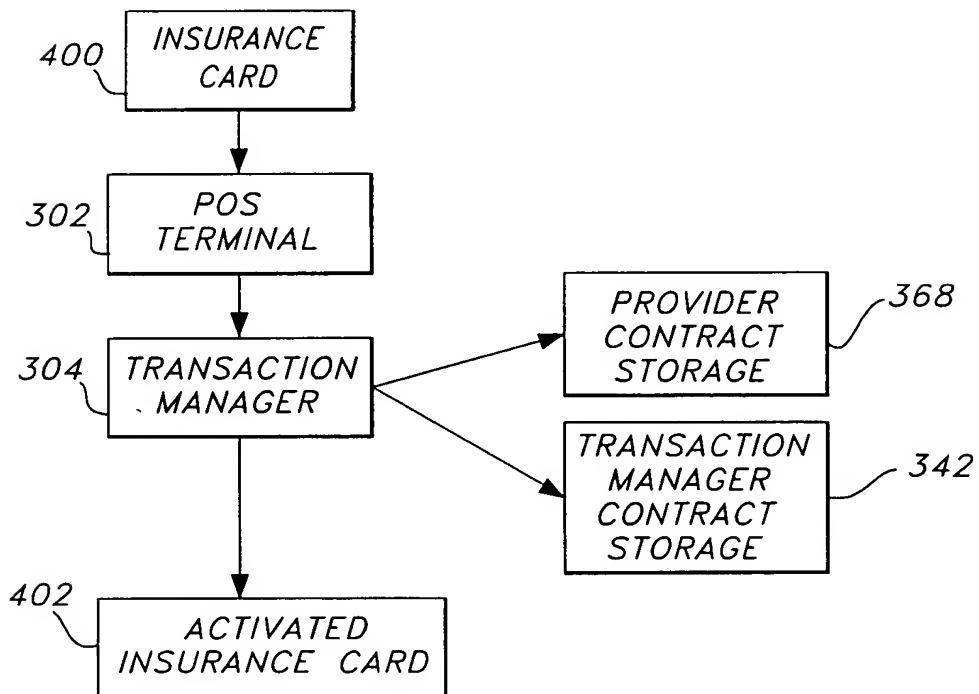 400
INSURANCE
CARD
302
POS
TERMINAL
304
TRANSACTION
MANAGER
PROVIDER
CONTRACT
STORAGE
368
TRANSACTION
MANAGER
CONTRACT
STORAGE
342
402
ACTIVATED
INSURANCE CARD